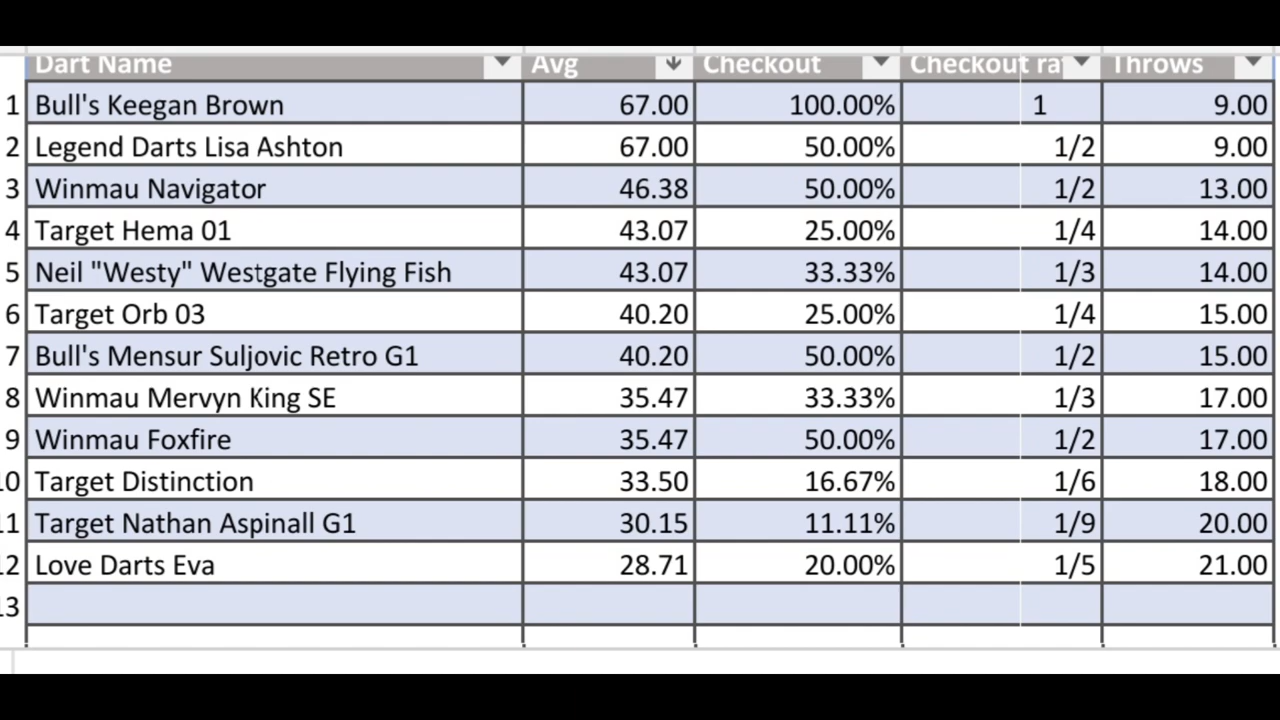 Dart Name Avg Checkout Checkout ra Throws
1 Bull's Keegan Brown 67.00 100.00% 1 9.00
2 Legend Darts Lisa Ashton 67.00 50.00% 1/2 9.00
3 Winmau Navigator 46.38 50.00% 1/2 13.00
4 Target Hema 01 43.07 25.00% 1/4 14.00
5 Neil "Westy" Westgate Flying Fish 43.07 33.33% 1/3 14.00
6 Target Orb 03 40.20 25.00% 1/4 15.00
7 Bull's Mensur Suljovic Retro G1 40.20 50.00% 1/2 15.00
8 Winmau Mervyn King SE 35.47 33.33% 1/3 17.00
9 Winmau Foxfire 35.47 50.00% 1/2 17.00
10 Target Distinction 33.50 16.67% 1/6 18.00
11 Target Nathan Aspinall G1 30.15 11.11% 1/9 20.00
12 Love Darts Eva 28.71 20.00% 1/5 21.00
13